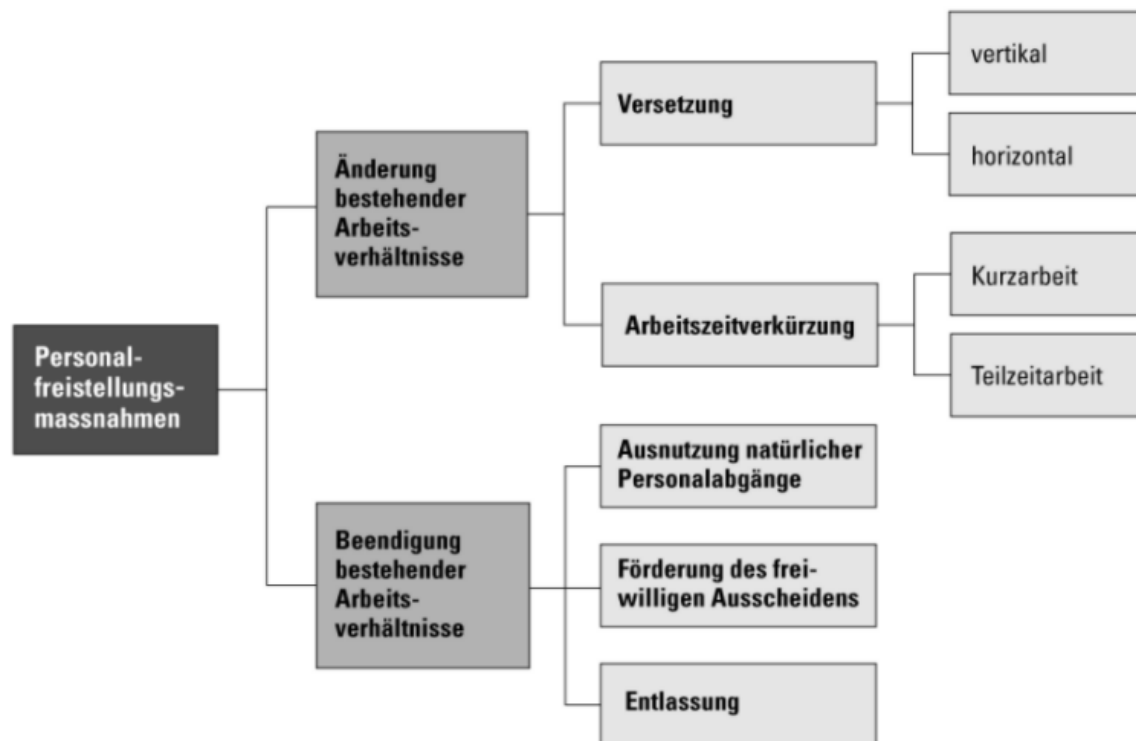 Personal-
freistellungs-
massnahmen
Änderung
bestehender
Arbeits-
verhältnisse
Versetzung
vertikal
horizontal
Arbeitszeitverkürzung
Kurzarbeit
Teilzeitarbeit
Beendigung
bestehender
Arbeits-
verhältnisse
Ausnutzung natürlicher
Personalabgänge
Förderung des frei-
willigen Ausscheidens
Entlassung